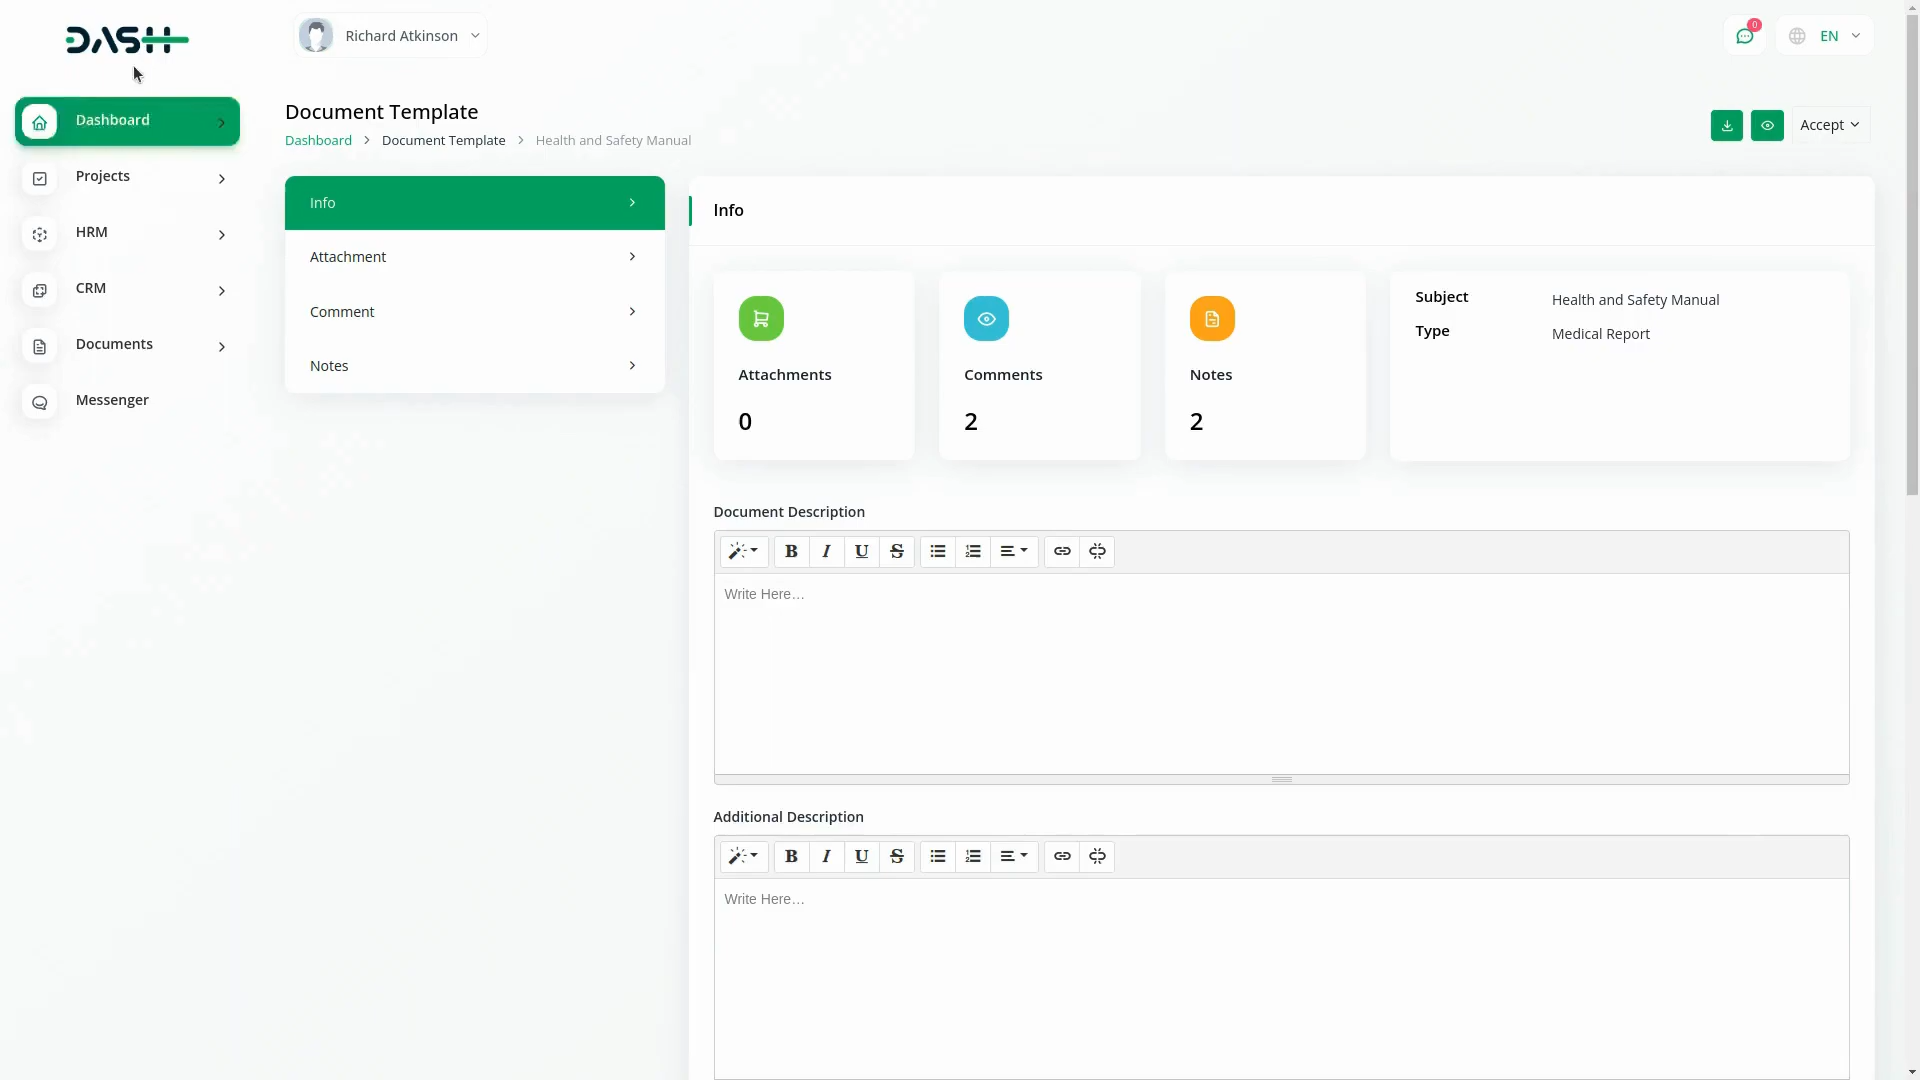 DASH
Richard Atkinson
0
EN
Dashboard
Projects
HRM
CRM
Documents
Messenger
Document Template
Dashboard > Document Template > Health and Safety Manual
Accept
Info
Attachment
Comment
Notes
Info
Attachments
0
Comments
2
Notes
2
Subject Health and Safety Manual
Type Medical Report
Document Description
B I U S
Write Here...
Additional Description
B I U S
Write Here...